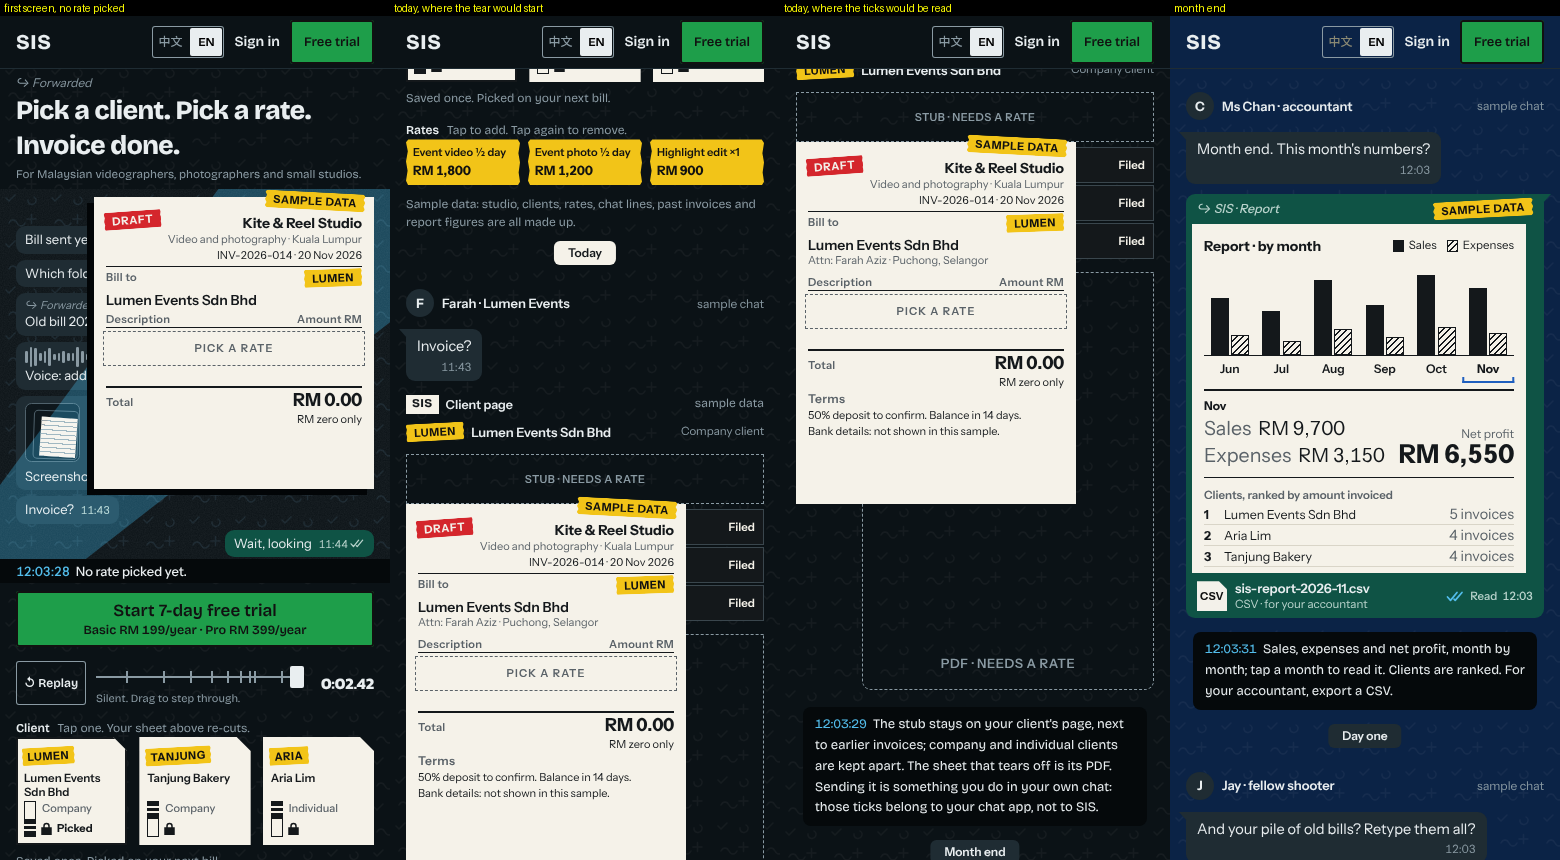 first screen, no rate picked
SIS
中文 EN Sign in Free trial
Forwarded
Pick a client. Pick a rate.
Invoice done.
For Malaysian videographers, photographers and small studios.
SAMPLE DATA
DRAFT
Kite & Reel Studio
Video and photography · Kuala Lumpur
INV-2026-014 · 20 Nov 2026
Bill to LUMEN
Lumen Events Sdn Bhd
Description Amount RM
PICK A RATE
Total RM 0.00
RM zero only
Bill sent ye
Which fold
Forwarde
Old bill 202
Voice: add
Screensho
Invoice? 11:43
Wait, looking 11:44
12:03:28 No rate picked yet.
Start 7-day free trial
Basic RM 199/year · Pro RM 399/year
Replay
0:02.42
Silent. Drag to step through.
Client Tap one. Your sheet above re-cuts.
LUMEN
Lumen Events
Sdn Bhd
Company
Picked
TANJUNG
Tanjung Bakery
Company
ARIA
Aria Lim
Individual
Saved once. Picked on your next bill.
today, where the tear would start
SIS
中文 EN Sign in Free trial
Saved once. Picked on your next bill.
Rates Tap to add. Tap again to remove.
Event video ½ day
RM 1,800
Event photo ½ day
RM 1,200
Highlight edit ×1
RM 900
Sample data: studio, clients, rates, chat lines, past invoices and
report figures are all made up.
Today
F Farah · Lumen Events sample chat
Invoice?
11:43
SIS Client page sample data
LUMEN Lumen Events Sdn Bhd Company client
STUB · NEEDS A RATE
SAMPLE DATA
DRAFT
Kite & Reel Studio
Video and photography · Kuala Lumpur
INV-2026-014 · 20 Nov 2026
Bill to LUMEN
Lumen Events Sdn Bhd
Attn: Farah Aziz · Puchong, Selangor
Description Amount RM
PICK A RATE
Total RM 0.00
RM zero only
Terms
50% deposit to confirm. Balance in 14 days.
Bank details: not shown in this sample.
Filed
Filed
Filed
today, where the ticks would be read
SIS
中文 EN Sign in Free trial
LUMEN Lumen Events Sdn Bhd Company client
STUB · NEEDS A RATE
SAMPLE DATA
DRAFT
Kite & Reel Studio
Video and photography · Kuala Lumpur
INV-2026-014 · 20 Nov 2026
Bill to LUMEN
Lumen Events Sdn Bhd
Attn: Farah Aziz · Puchong, Selangor
Description Amount RM
PICK A RATE
Total RM 0.00
RM zero only
Terms
50% deposit to confirm. Balance in 14 days.
Bank details: not shown in this sample.
Filed
Filed
Filed
PDF · NEEDS A RATE
12:03:29 The stub stays on your client's page, next
to earlier invoices; company and individual clients
are kept apart. The sheet that tears off is its PDF.
Sending it is something you do in your own chat:
those ticks belong to your chat app, not to SIS.
Month end
month end
SIS
中文 EN Sign in Free trial
C Ms Chan · accountant sample chat
Month end. This month's numbers?
12:03
SIS · Report
SAMPLE DATA
Report · by month Sales Expenses
Jun Jul Aug Sep Oct Nov
Nov
Sales RM 9,700
Expenses RM 3,150
Net profit
RM 6,550
Clients, ranked by amount invoiced
1 Lumen Events Sdn Bhd 5 invoices
2 Aria Lim 4 invoices
3 Tanjung Bakery 4 invoices
CSV
sis-report-2026-11.csv
CSV · for your accountant
Read 12:03
12:03:31 Sales, expenses and net profit, month by
month; tap a month to read it. Clients are ranked. For
your accountant, export a CSV.
Day one
J Jay · fellow shooter sample chat
And your pile of old bills? Retype them all?
12:03